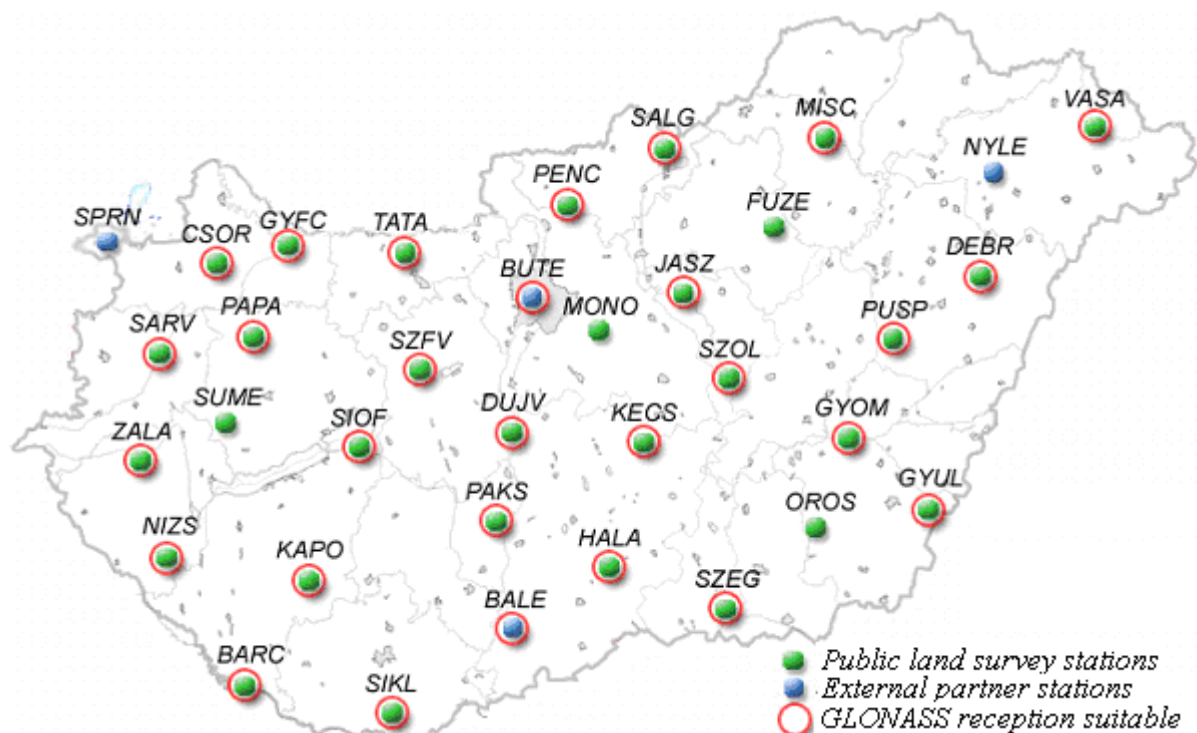 VASA
MISC
SALG
NYLE
PENC
FUZE
SPRN
GYFC
TATA
CSOR
DEBR
BUTE
JASZ
MONO
PAPA
PUSP
SARV
SZFV
SZOL
SUME
DUJV
KECS
GYOM
SIOF
ZALA
GYUL
PAKS
OROS
NIZS
HALA
KAPO
SZEG
BALE
BARC
SIKL
Public land survey stations
External partner stations
GLONASS reception suitable